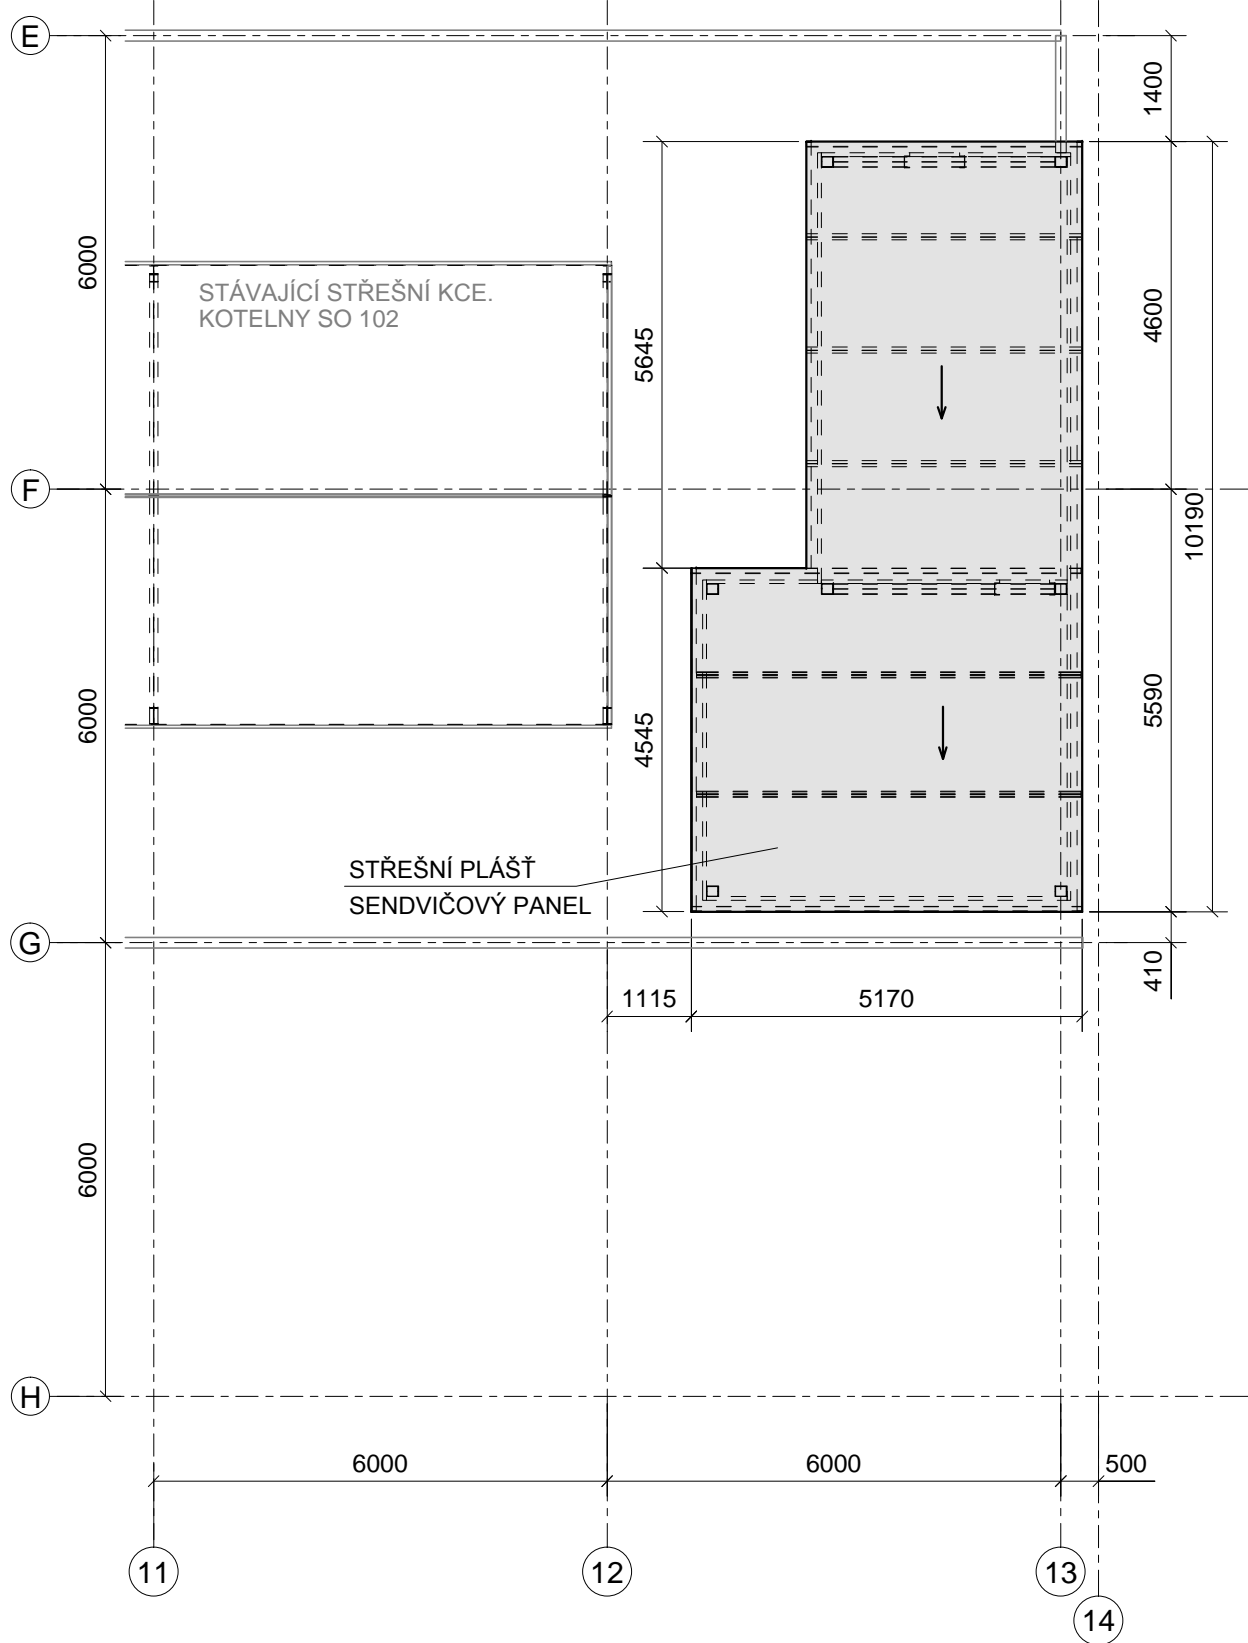 E
1400
6000
STÁVAJÍCÍ STŘEŠNÍ KCE.
KOTELNY SO 102
5645
4600
F
10190
6000
4545
5590
STŘEŠNÍ PLÁŠŤ
SENDVIČOVÝ PANEL
G
410
1115
5170
6000
H
6000
6000
500
11
12
13
14